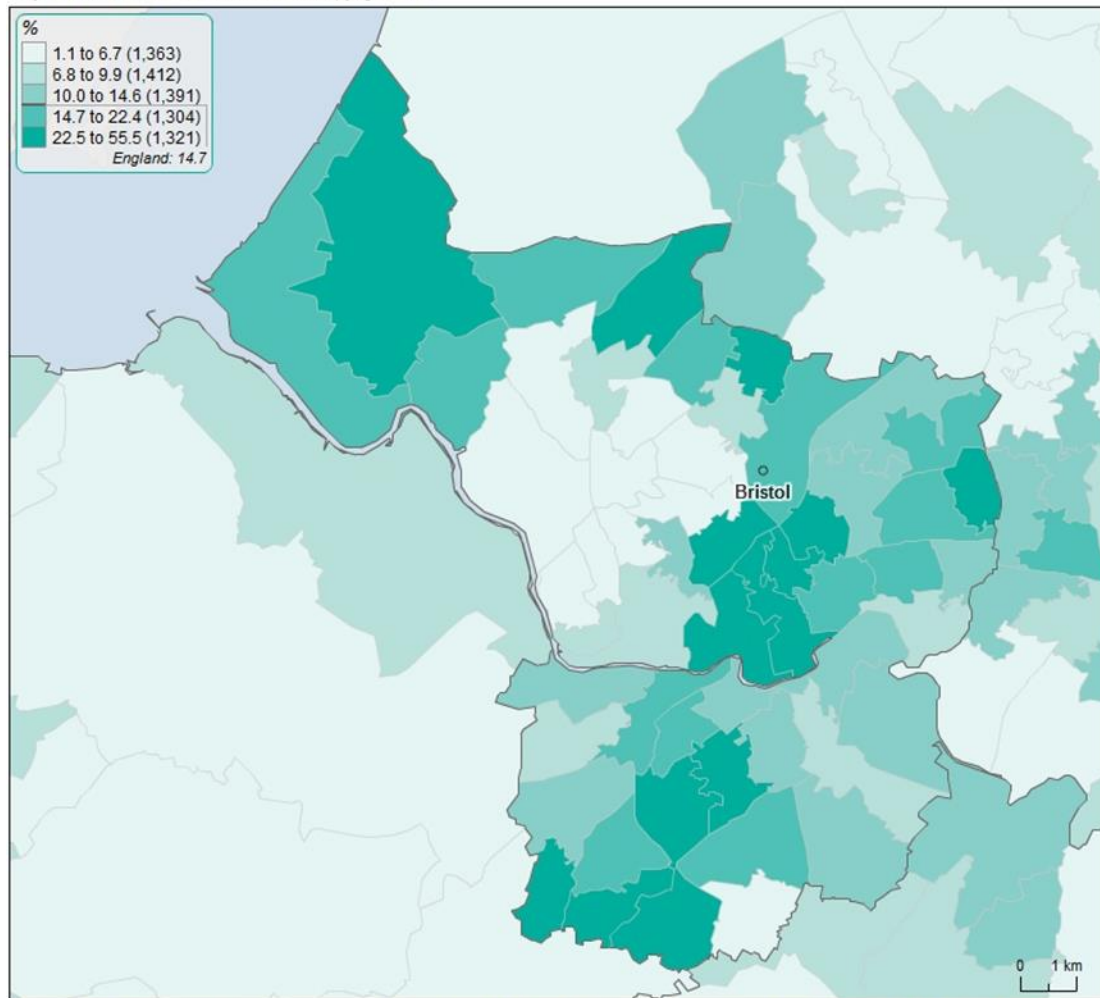 %
1.1 to 6.7 (1,363)
6.8 to 9.9 (1,412)
10.0 to 14.6 (1,391)
14.7 to 22.4 (1,304)
22.5 to 55.5 (1,321)
England: 14.7
Bristol
0 1 km